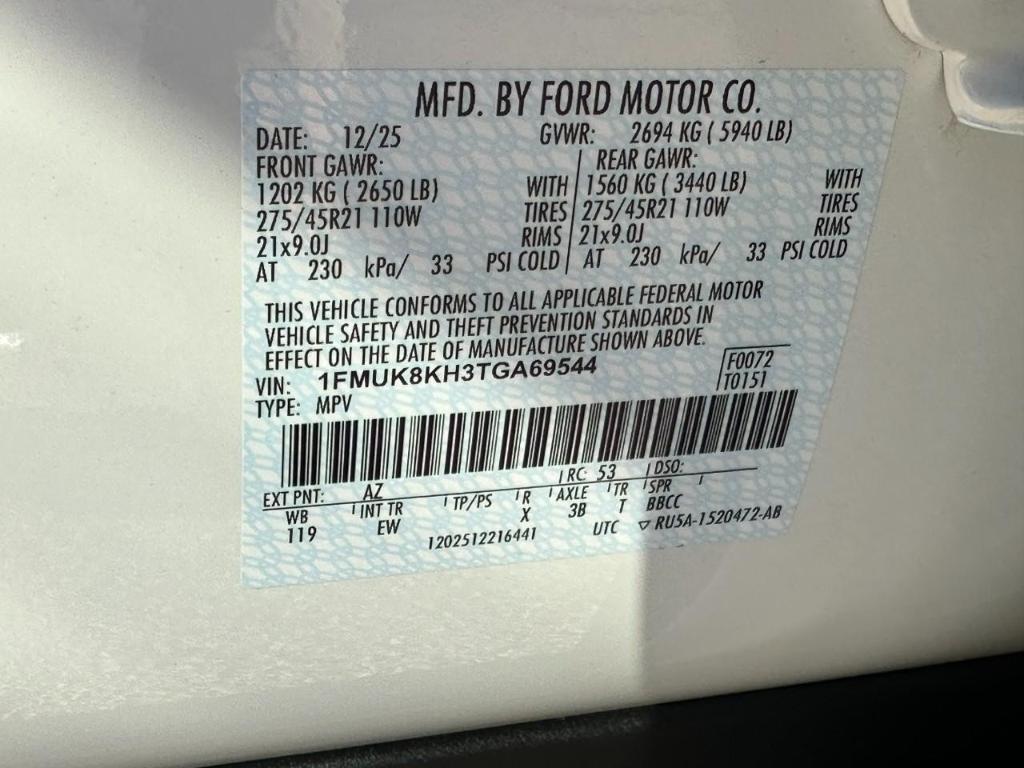 MFD. BY FORD MOTOR CO.
DATE: 12/25 GVWR: 2694 KG ( 5940 LB)
FRONT GAWR: REAR GAWR:
1202 KG ( 2650 LB) WITH 1560 KG ( 3440 LB) WITH
275/45R21 110W TIRES 275/45R21 110W TIRES
21x9.0J RIMS 21x9.0J RIMS
AT 230 kPa/ 33 PSI COLD AT 230 kPa/ 33 PSI COLD
THIS VEHICLE CONFORMS TO ALL APPLICABLE FEDERAL MOTOR
VEHICLE SAFETY AND THEFT PREVENTION STANDARDS IN
EFFECT ON THE DATE OF MANUFACTURE SHOWN ABOVE.
VIN: 1FMUK8KH3TGA69544 F0072
TYPE: MPV T0151
EXT PNT: AZ RC: 53 DSO:
WB INT TR TP/PS R AXLE TR SPR
119 EW X 3B T BBCC
1202512216441 UTC ▽ RU5A-1520472-AB